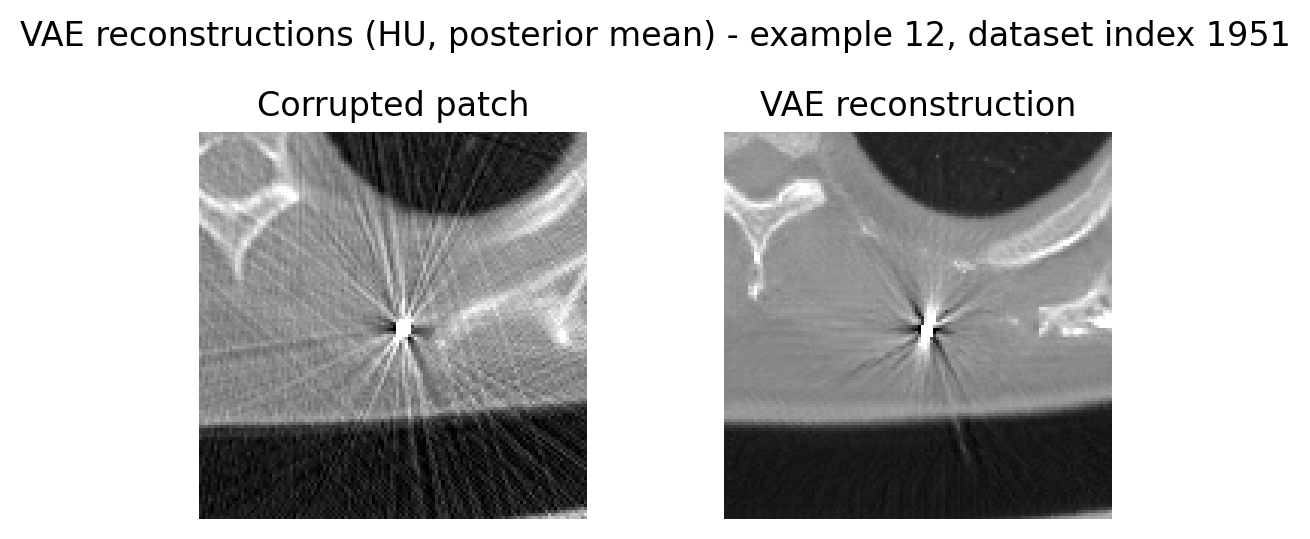 VAE reconstructions (HU, posterior mean) - example 12, dataset index 1951
Corrupted patch
VAE reconstruction